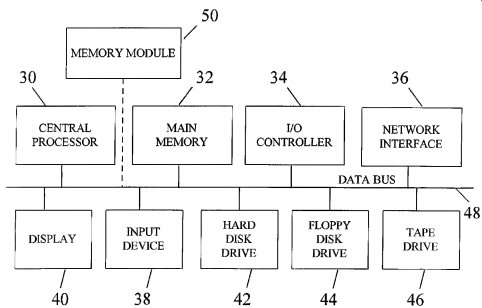 50
MEMORY MODULE
30
32
34
36
CENTRAL
PROCESSOR
MAIN
MEMORY
I/O
CONTROLLER
NETWORK
INTERFACE
DATA BUS
48
DISPLAY
INPUT
DEVICE
HARD
DISK
DRIVE
FLOPPY
DISK
DRIVE
TAPE
DRIVE
40
38
42
44
46